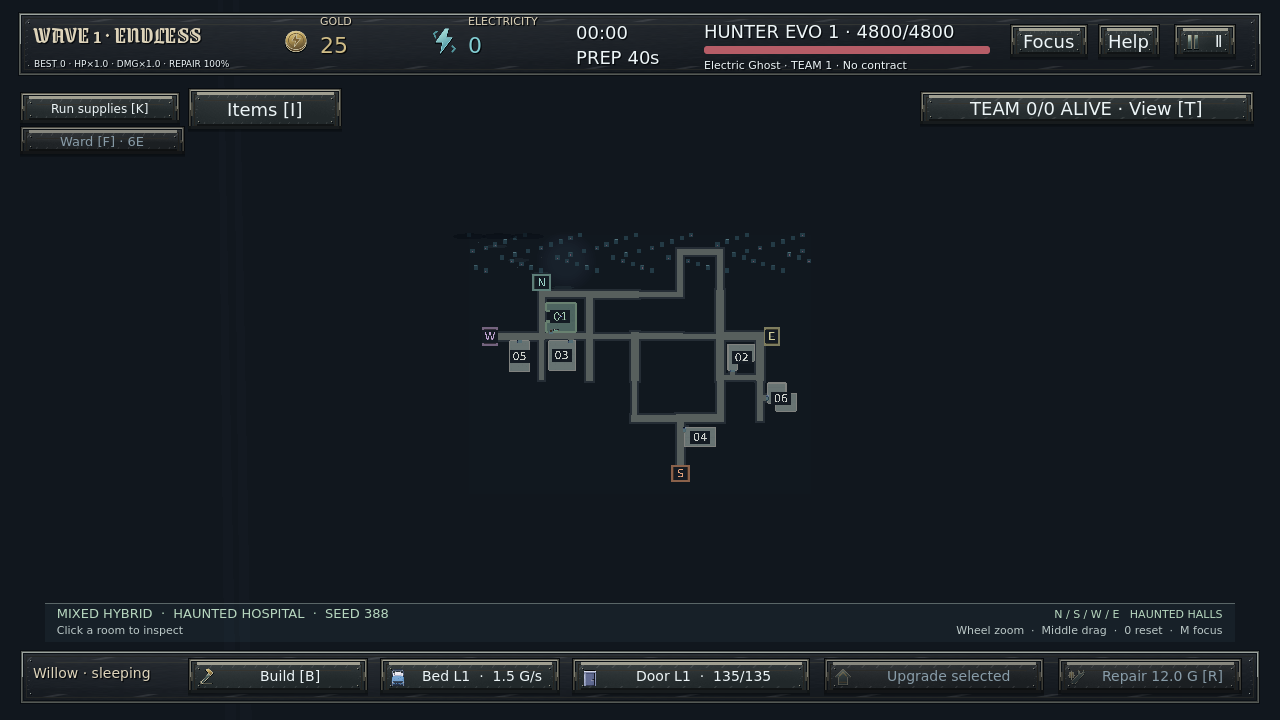 WAVE 1 · ENDLESS
BEST 0 · HP×1.0 · DMG×1.0 · REPAIR 100%
GOLD
25
ELECTRICITY
0
00:00
PREP 40s
HUNTER EVO 1 · 4800/4800
Electric Ghost · TEAM 1 · No contract
Focus
Help
II
Run supplies [K]
Items [I]
Ward [F] · 6E
TEAM 0/0 ALIVE · View [T]
N
01
W
E
05
03
02
06
04
S
MIXED HYBRID · HAUNTED HOSPITAL · SEED 388
Click a room to inspect
N / S / W / E HAUNTED HALLS
Wheel zoom · Middle drag · 0 reset · M focus
Willow · sleeping
Build [B]
Bed L1 · 1.5 G/s
Door L1 · 135/135
Upgrade selected
Repair 12.0 G [R]